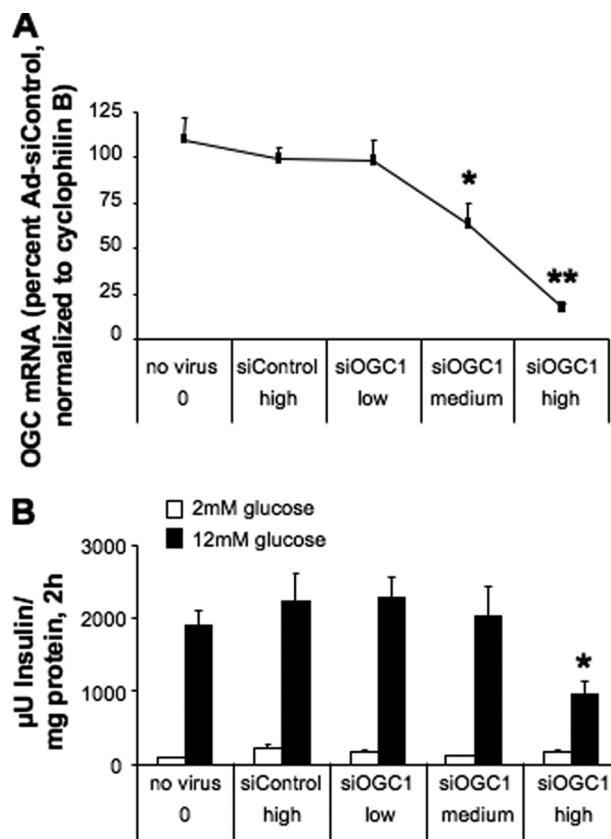 A
OGC mRNA (percent Ad-siControl,
normalized to cyclophilin B)
125
100
75
50
25
0
*
**
no virus siControl siOGC1 siOGC1 siOGC1
0 high low medium high
B
2mM glucose
12mM glucose
µU Insulin/
mg protein, 2h
3000
2000
1000
0
*
no virus siControl siOGC1 siOGC1 siOGC1
0 high low medium high